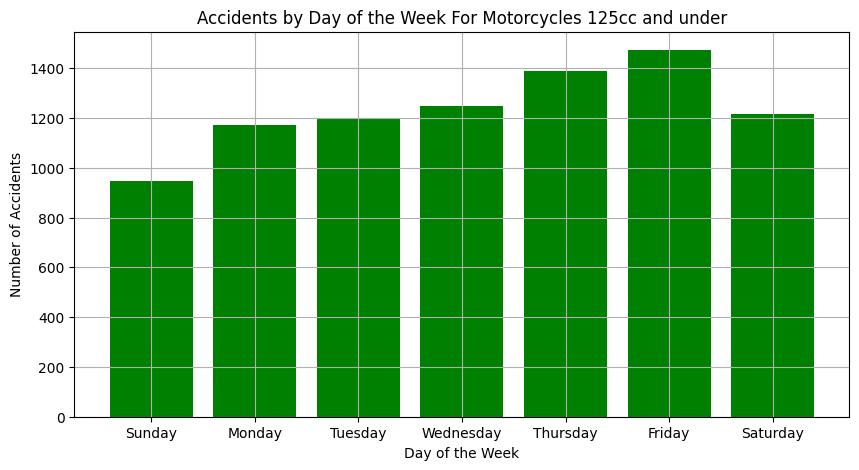 Accidents by Day of the Week For Motorcycles 125cc and under
Number of Accidents
1400
1200
1000
800
600
400
200
0
Sunday Monday Tuesday Wednesday Thursday Friday Saturday
Day of the Week